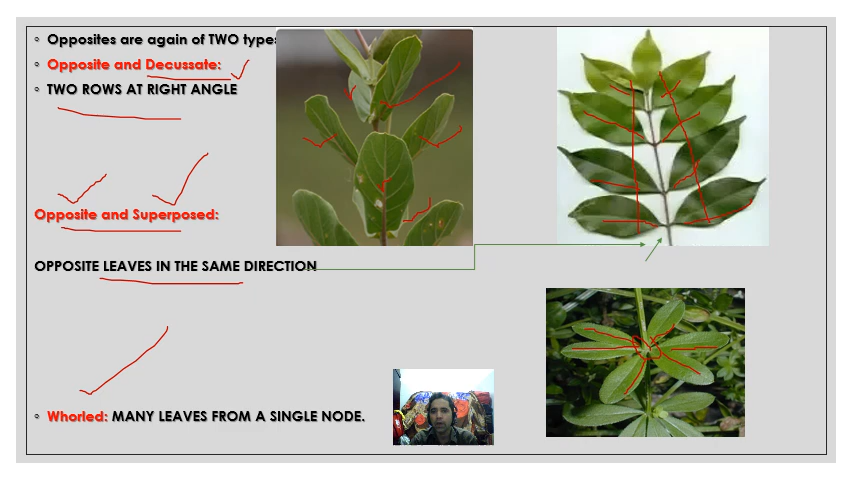 Opposites are again of TWO types
Opposite and Decussate:
TWO ROWS AT RIGHT ANGLE
Opposite and Superposed:
OPPOSITE LEAVES IN THE SAME DIRECTION
Whorled: MANY LEAVES FROM A SINGLE NODE.